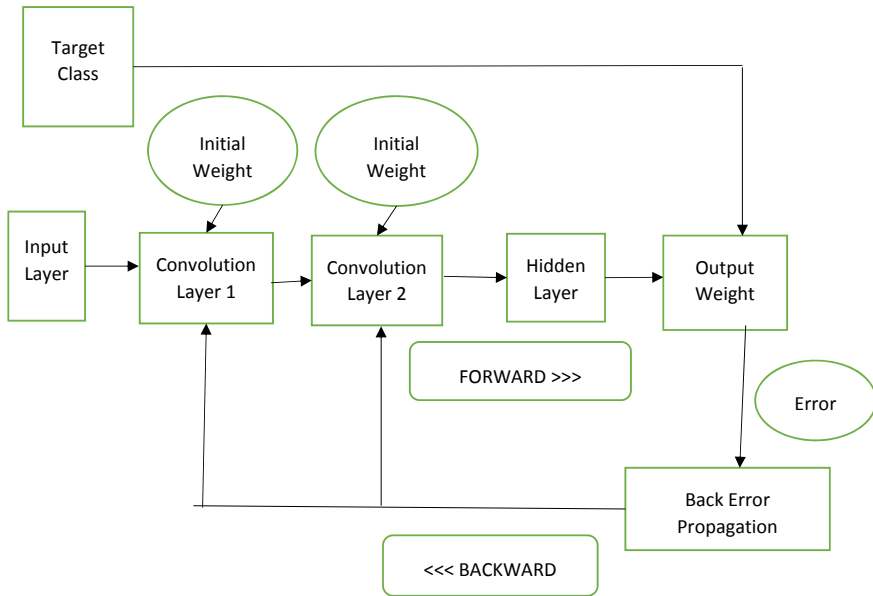 Target
Class
Initial
Weight
Initial
Weight
Input
Layer
Convolution
Layer 1
Convolution
Layer 2
Hidden
Layer
Output
Weight
FORWARD >>>
Error
Back Error
Propagation
<<< BACKWARD